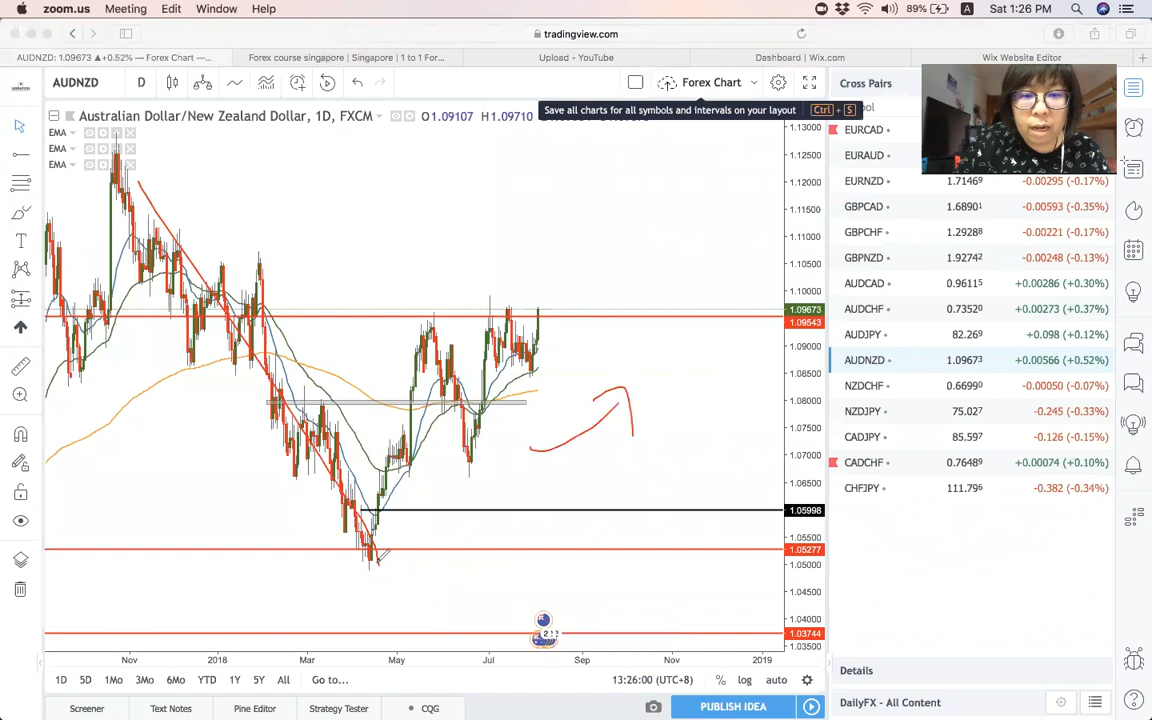 zoom.us Meeting Edit Window Help 89% A Sat 1:26 PM
tradingview.com
AUDNZD: 1.09673 ▲+0.52% — Forex Chart —... Forex course singapore | Singapore | 1 to 1 For... Upload - YouTube Dashboard | Wix.com Wix Website Editor
AUDNZD D Forex Chart Cross Pairs
Save all charts for all symbols and intervals on your layout Ctrl + S
Australian Dollar/New Zealand Dollar, 1D, FXCM O1.09107 H1.09710
EMA
EMA
EMA
1.13000
1.12500
1.12000
1.11500
1.11000
1.10500
1.10000
1.09673
1.09543
1.09000
1.08500
1.08000
1.07500
1.07000
1.06500
1.05998
1.05500
1.05277
1.05000
1.04500
1.04000
1.03744
1.03500
Nov 2018 Mar May Jul Sep Nov 2019
EURCAD
EURAUD
EURNZD 1.71469 -0.00295 (-0.17%)
GBPCAD 1.68901 -0.00593 (-0.35%)
GBPCHF 1.29288 -0.00221 (-0.17%)
GBPNZD 1.92742 -0.00248 (-0.13%)
AUDCAD 0.96115 +0.00286 (+0.30%)
AUDCHF 0.73520 +0.00273 (+0.37%)
AUDJPY 82.269 +0.098 (+0.12%)
AUDNZD 1.09673 +0.00566 (+0.52%)
NZDCHF 0.66990 -0.00050 (-0.07%)
NZDJPY 75.027 -0.245 (-0.33%)
CADJPY 85.597 -0.126 (-0.15%)
CADCHF 0.76489 +0.00074 (+0.10%)
CHFJPY 111.796 -0.382 (-0.34%)
Details
1D 5D 1Mo 3Mo 6Mo YTD 1Y 5Y All Go to... 13:26:00 (UTC+8) % log auto
Screener Text Notes Pine Editor Strategy Tester CQG PUBLISH IDEA
DailyFX - All Content